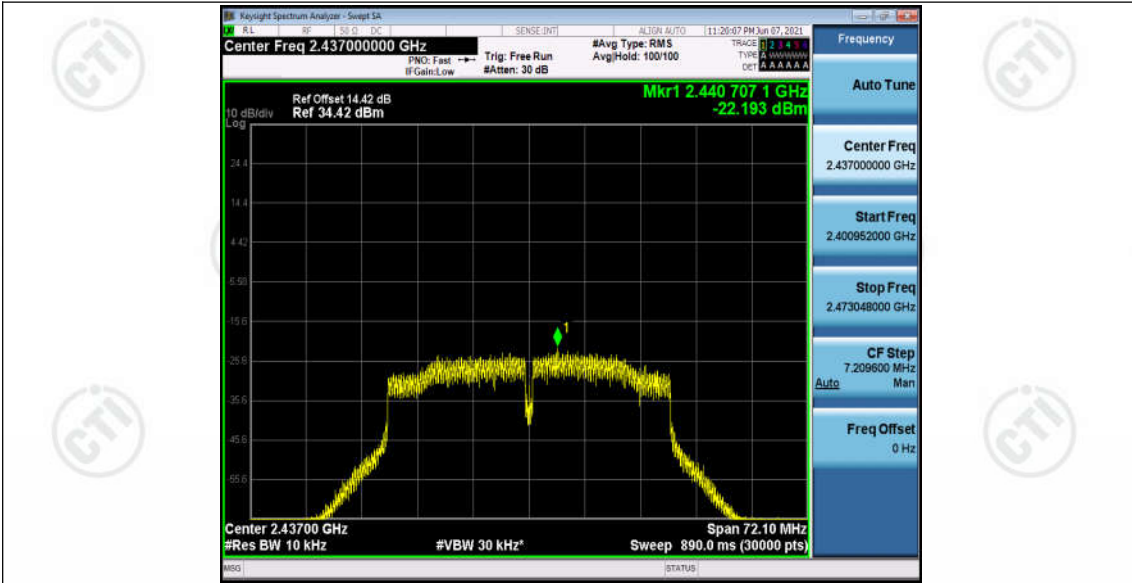 Keysight Spectrum Analyzer - Swept SA
RL RF 50 Ω DC SENSE:INT ALIGN AUTO 11:20:07 PM Jun 07, 2021
Center Freq 2.437000000 GHz
PNO: Fast
IFGain:Low
Trig: Free Run
#Atten: 30 dB
#Avg Type: RMS
Avg|Hold: 100/100
TRACE 1 2 3 4 5 6
TYPE A
DET A A A A A A
Frequency
Mkr1 2.440 707 1 GHz
-22.193 dBm
Ref Offset 14.42 dB
10 dB/div Ref 34.42 dBm
Log
24.4
14.4
4.42
-5.58
-15.6
-25.6
-35.6
-45.6
-55.6
1
Center 2.43700 GHz
Span 72.10 MHz
#Res BW 10 kHz
#VBW 30 kHz*
Sweep 890.0 ms (30000 pts)
MSG STATUS
Auto Tune
Center Freq
2.437000000 GHz
Start Freq
2.400952000 GHz
Stop Freq
2.473048000 GHz
CF Step
7.209600 MHz
Auto Man
Freq Offset
0 Hz
CTI
CTI
CTI
CTI